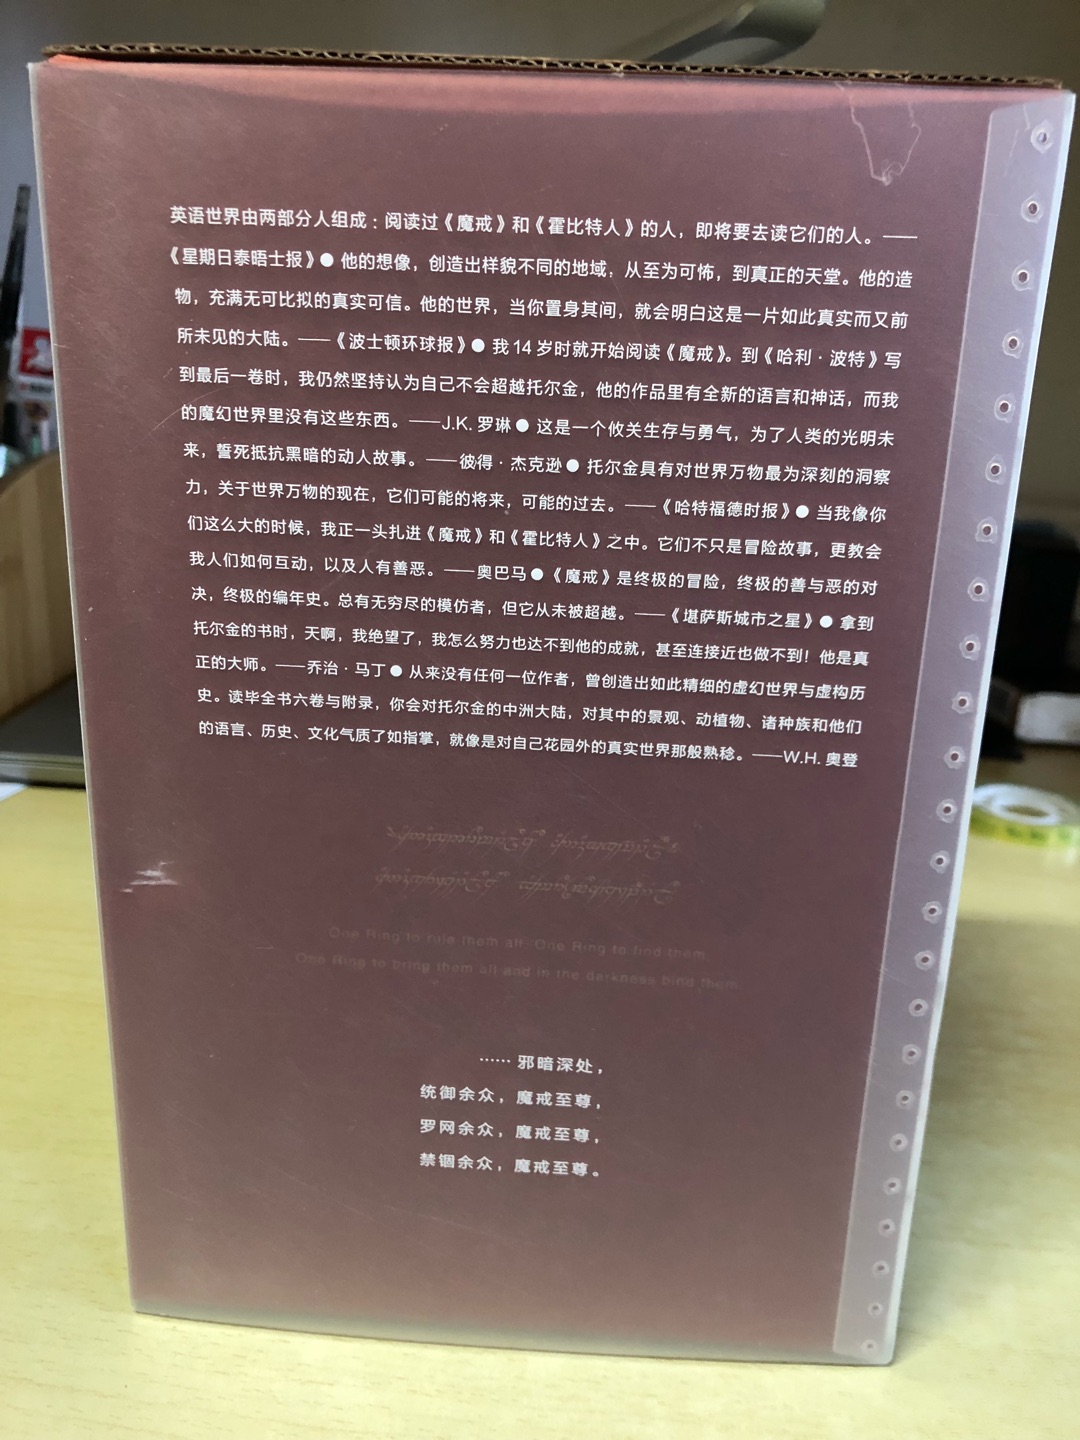 英语世界由两部分人组成：阅读过《魔戒》和《霍比特人》的人，即将要去读它们的人。——
《星期日泰晤士报》● 他的想像，创造出样貌不同的地域，从至为可怖，到真正的天堂。他的造
物，充满无可比拟的真实可信。他的世界，当你置身其间，就会明白这是一片如此真实而又前
所未见的大陆。——《波士顿环球报》● 我 14 岁时就开始阅读《魔戒》。到《哈利·波特》写
到最后一卷时，我仍然坚持认为自己不会超越托尔金，他的作品里有全新的语言和神话，而我
的魔幻世界里没有这些东西。——J.K. 罗琳● 这是一个攸关生存与勇气，为了人类的光明未
来，誓死抵抗黑暗的动人故事。——彼得·杰克逊● 托尔金具有对世界万物最为深刻的洞察
力，关于世界万物的现在，它们可能的将来，可能的过去。——《哈特福德时报》● 当我像你
们这么大的时候，我正一头扎进《魔戒》和《霍比特人》之中。它们不只是冒险故事，更教会
我人们如何互动，以及人有善恶。——奥巴马●《魔戒》是终极的冒险，终极的善与恶的对
决，终极的编年史。总有无穷尽的模仿者，但它从未被超越。——《堪萨斯城市之星》● 拿到
托尔金的书时，天啊，我绝望了，我怎么努力也达不到他的成就，甚至连接近也做不到！他是真
正的大师。——乔治·马丁● 从来没有任何一位作者，曾创造出如此精细的虚幻世界与虚构历
史。读毕全书六卷与附录，你会对托尔金的中洲大陆，对其中的景观、动植物、诸种族和他们
的语言、历史、文化气质了如指掌，就像是对自己花园外的真实世界那般熟稔。——W.H. 奥登
One Ring to rule them all. One Ring to find them,
One Ring to bring them all and in the darkness bind them
…… 邪暗深处，
统御余众，魔戒至尊，
罗网余众，魔戒至尊，
禁锢余众，魔戒至尊。